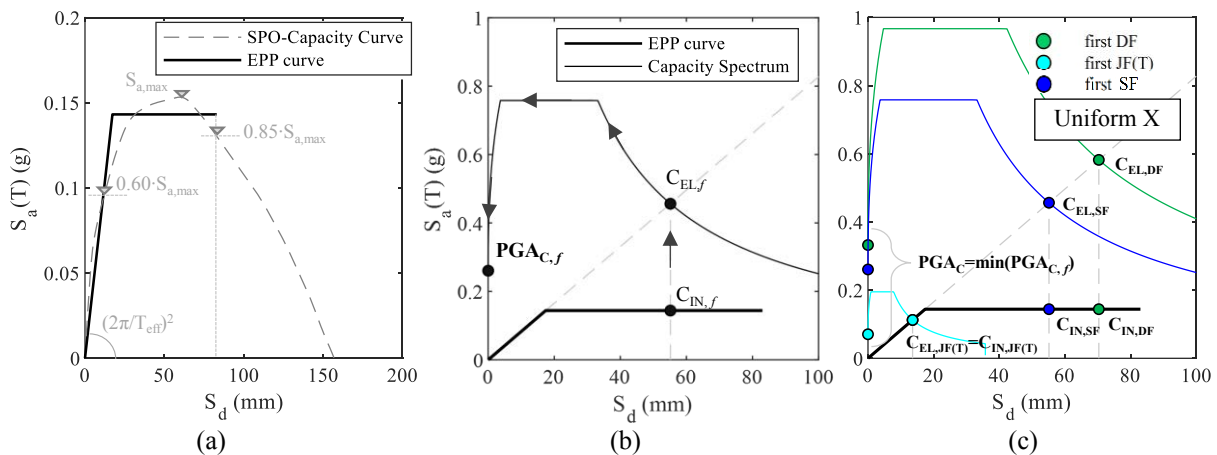 0.2
0.15
0.1
0.05
0
S_a(T) (g)
SPO-Capacity Curve
EPP curve
S_a,max
0.85·S_a,max
0.60·S_a,max
(2π/T_eff)²
0 50 100 150 200
S_d (mm)
(a)
1
0.8
0.6
0.4
0.2
0
S_a(T) (g)
EPP curve
Capacity Spectrum
C_EL,f
PGA_C,f
C_IN,f
0 20 40 60 80 100
S_d (mm)
(b)
1
0.8
0.6
0.4
0.2
0
first DF
first JF(T)
first SF
Uniform X
C_EL,DF
C_EL,SF
PGA_C=min(PGA_C,f)
C_IN,SF
C_IN,DF
C_EL,JF(T)=C_IN,JF(T)
0 20 40 60 80 100
S_d (mm)
(c)